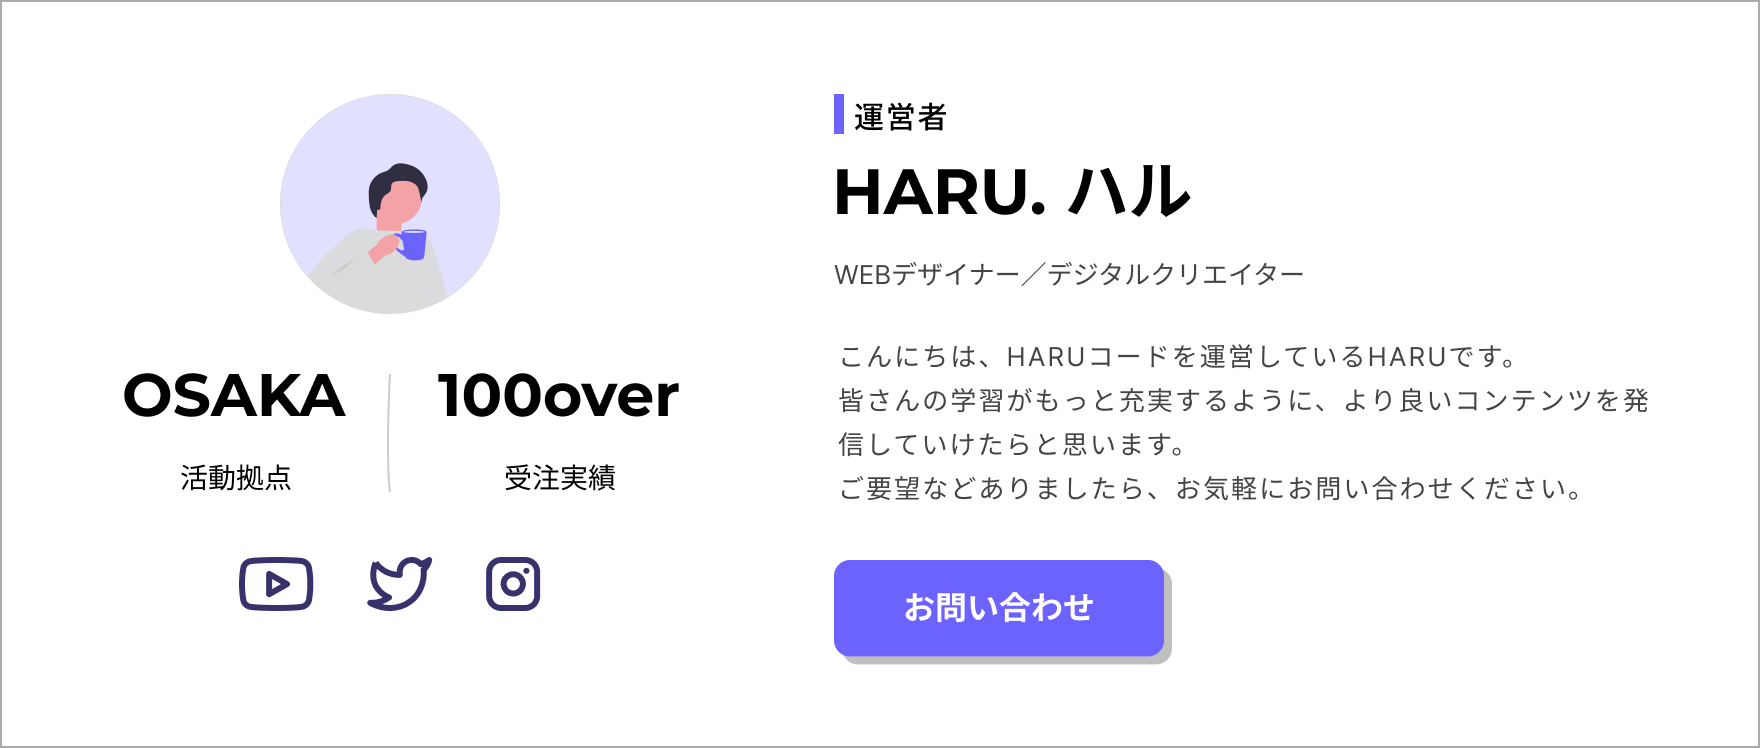 OSAKA
活動拠点
100over
受注実績
運営者
HARU. ハル
WEBデザイナー／デジタルクリエイター
こんにちは、HARUコードを運営しているHARUです。
皆さんの学習がもっと充実するように、より良いコンテンツを発
信していけたらと思います。
ご要望などありましたら、お気軽にお問い合わせください。
お問い合わせ